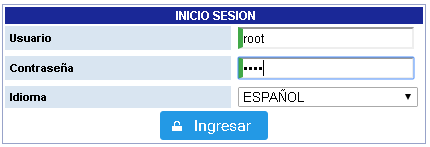 INICIO SESION
Usuario root
Contraseña ••••
Idioma ESPAÑOL
Ingresar